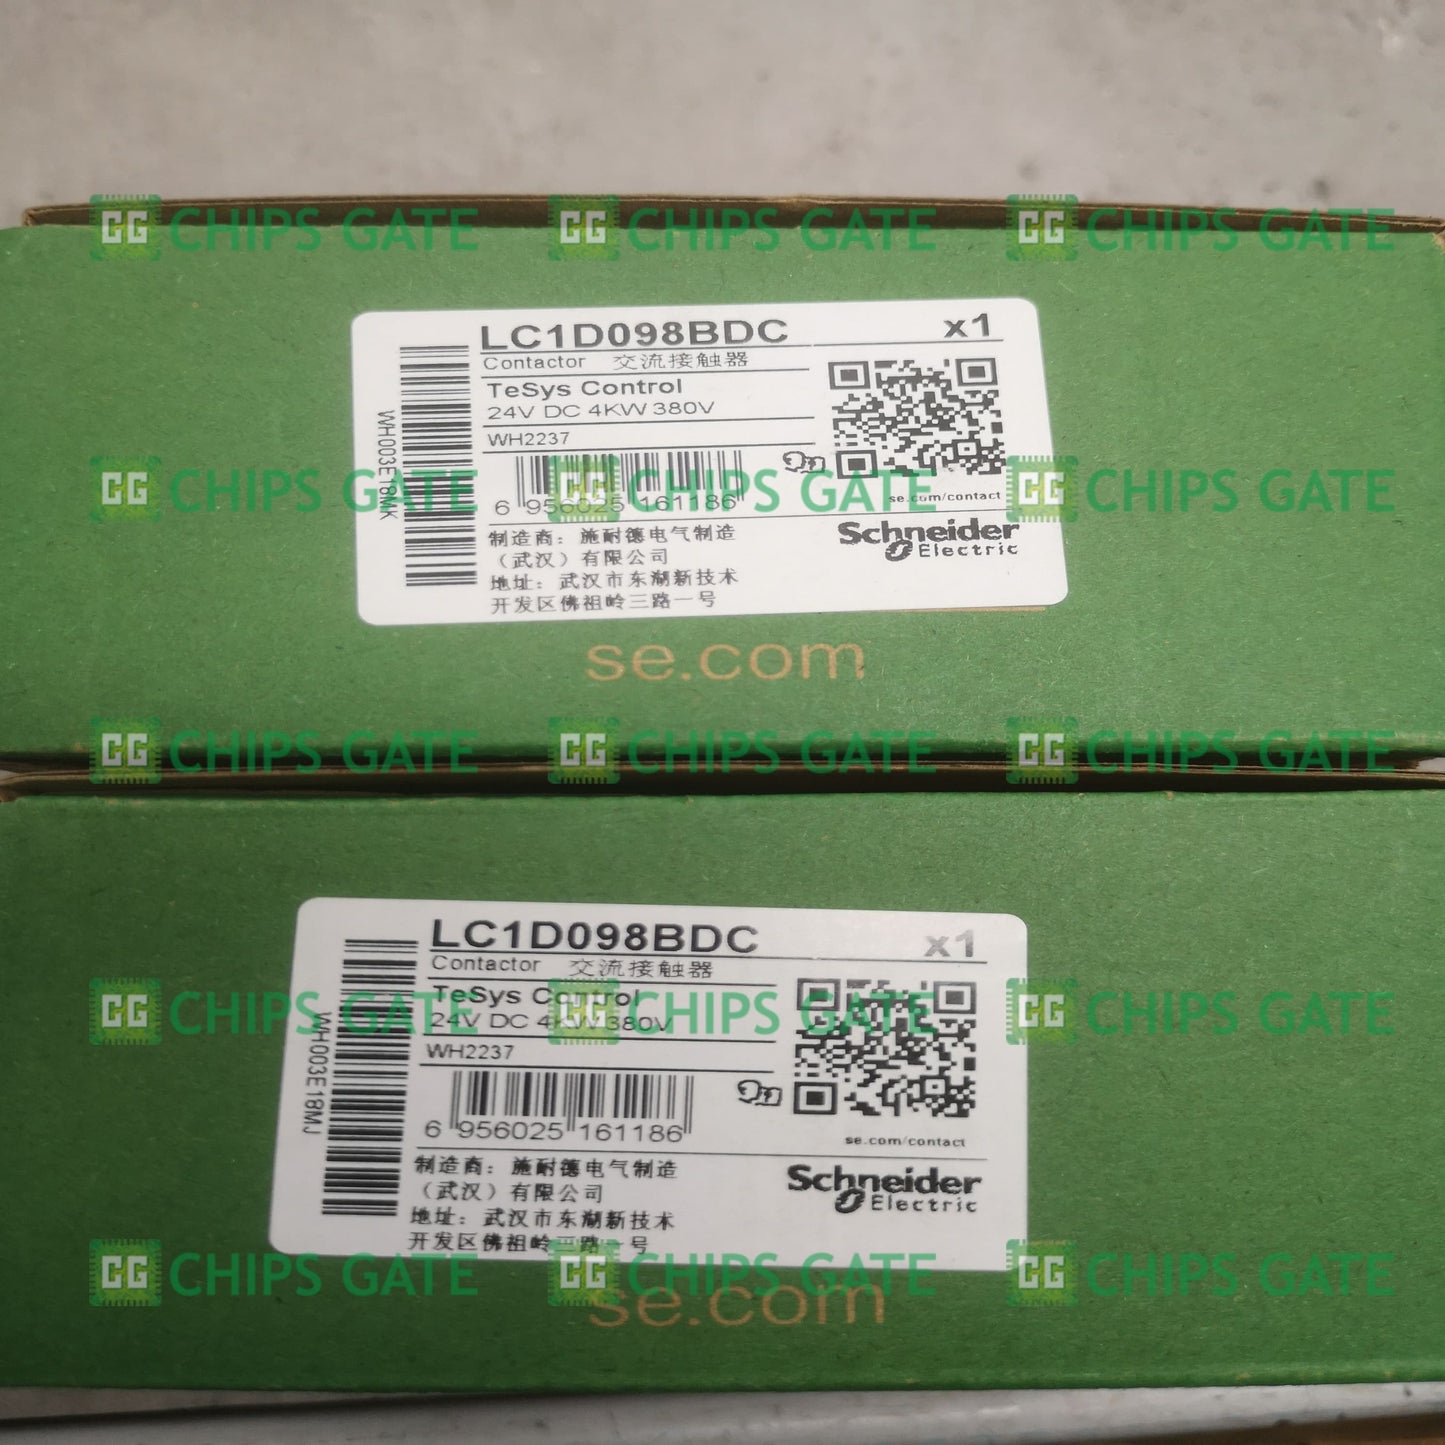 CG CHIPS GATE CG CHIPS GATE CG CHIPS GATE
LC1D098BDC x1
Contactor 交流接触器
TeSys Control
24V DC 4KW 380V
WH2237
WH003E18MK
CG CHIPS GATE CG CHIPS GATE CG CHIPS GATE
6 956025 161186
se.com/contact
制造商：施耐德电气制造
（武汉）有限公司
地址：武汉市东湖新技术
开发区佛祖岭三路一号
Schneider
Electric
se.com
CG CHIPS GATE CG CHIPS GATE CG CHIPS GATE
LC1D098BDC x1
Contactor 交流接触器
TeSys Control
24V DC 4KW 380V
CG CHIPS GATE CG CHIPS GATE CG CHIPS GATE
WH2237
WH003E18MJ
6 956025 161186
se.com/contact
制造商：施耐德电气制造
（武汉）有限公司
地址：武汉市东湖新技术
开发区佛祖岭三路一号
Schneider
Electric
CG CHIPS GATE CG CHIPS GATE CG CHIPS GATE
se.com